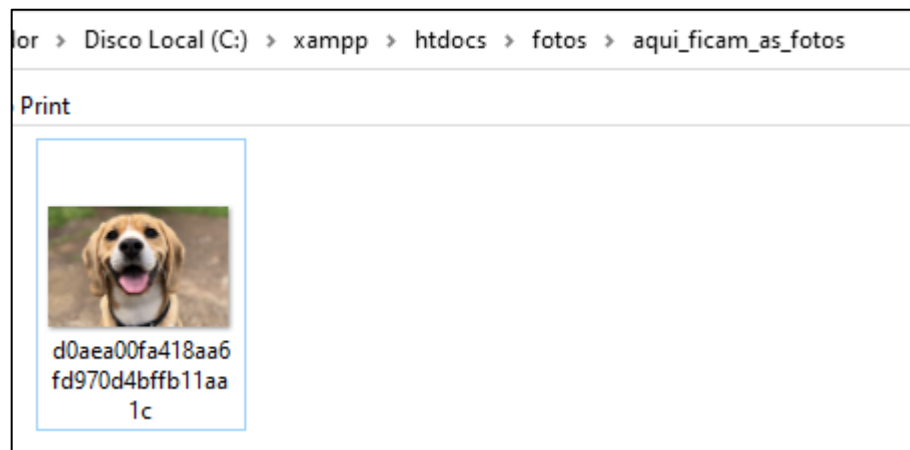 lor > Disco Local (C:) > xampp > htdocs > fotos > aqui_ficam_as_fotos
Print
d0aea00fa418aa6
fd970d4bffb11aa
1c